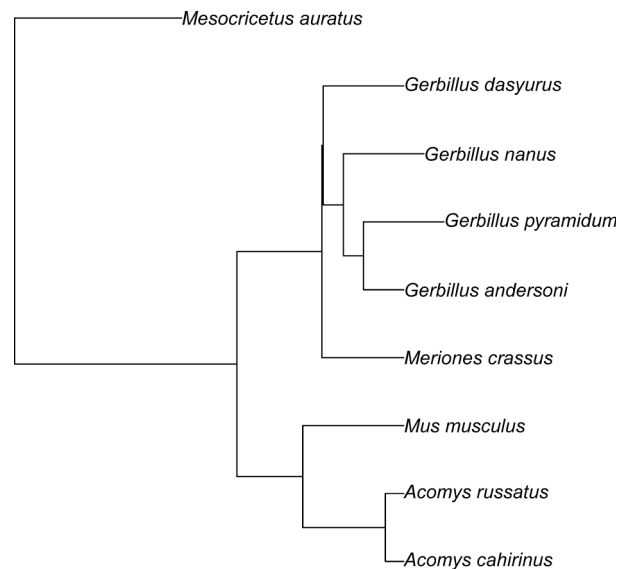 Mesocricetus auratus
Gerbillus dasyurus
Gerbillus nanus
Gerbillus pyramidum
Gerbillus andersoni
Meriones crassus
Mus musculus
Acomys russatus
Acomys cahirinus